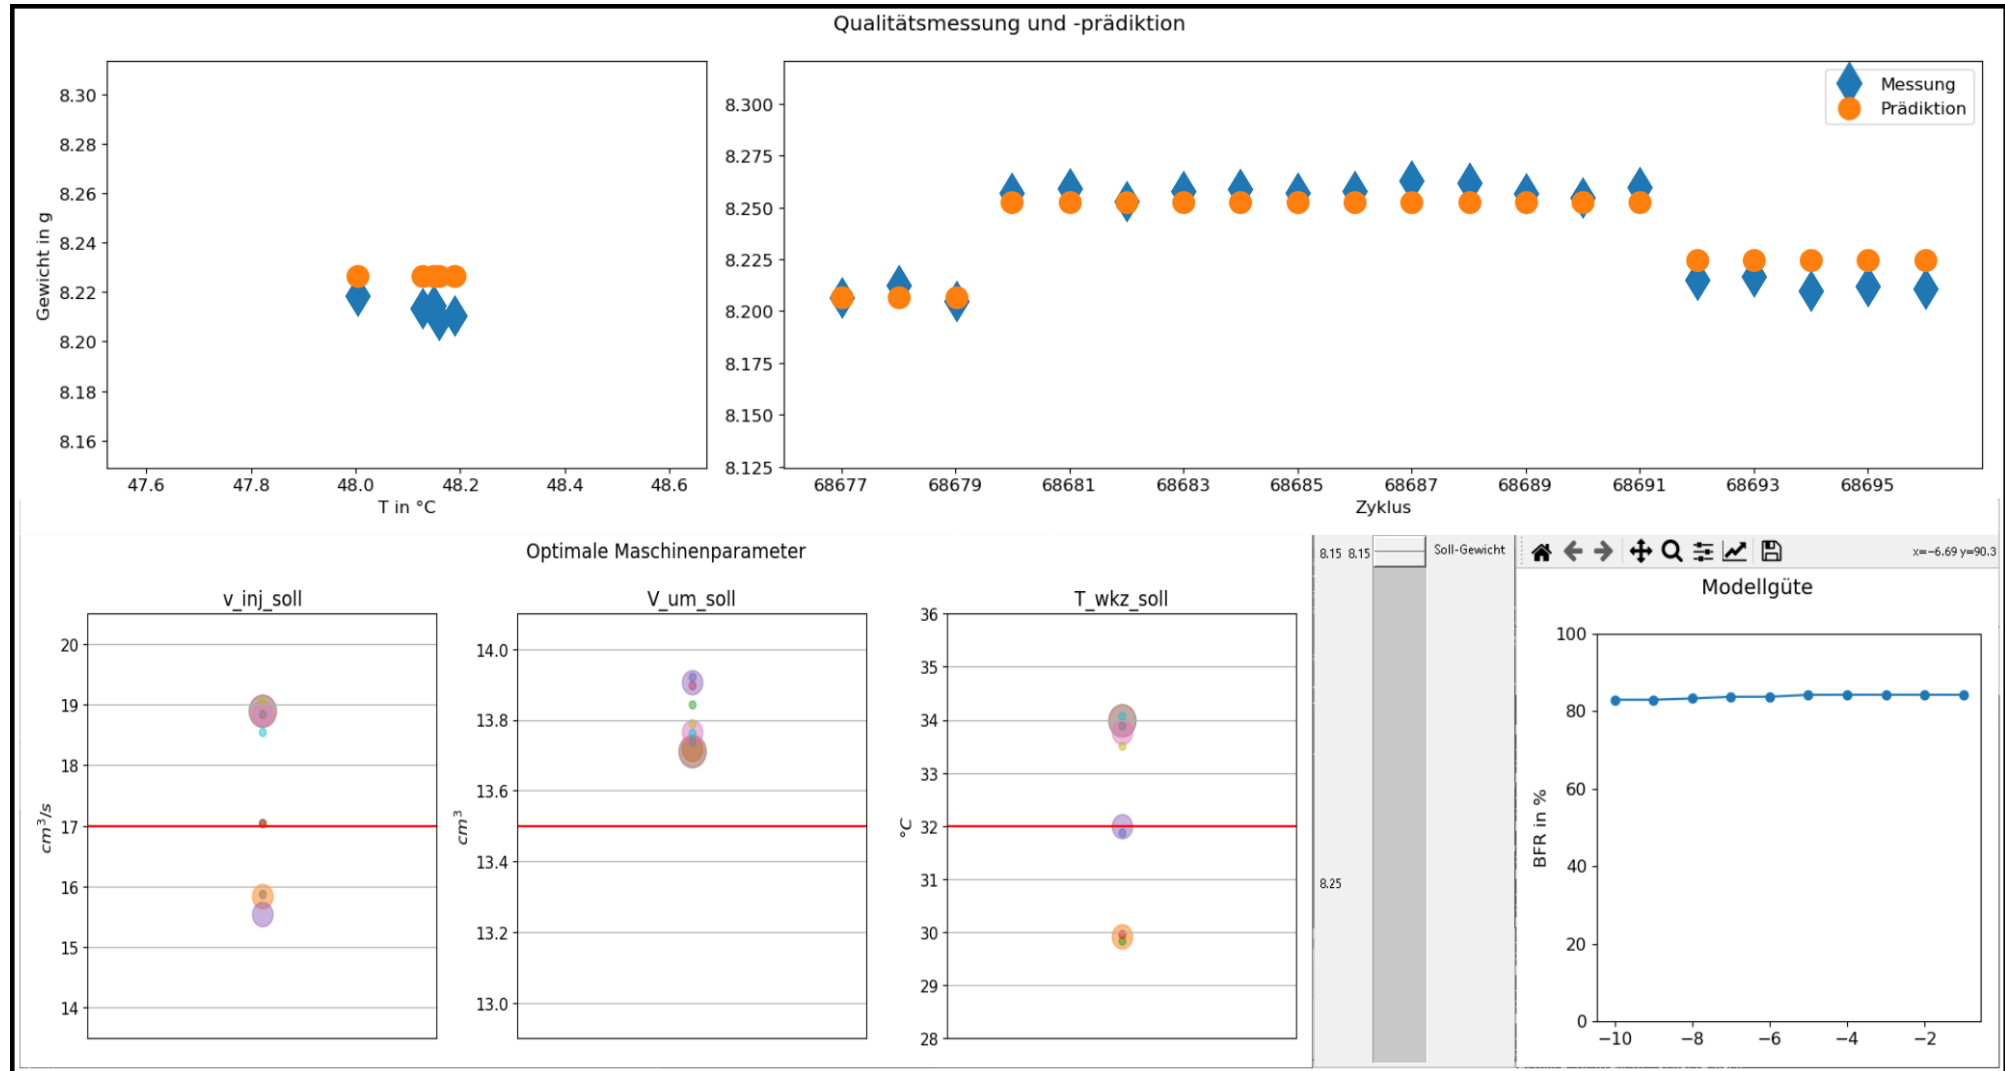 Qualitätsmessung und -prädiktion
Gewicht in g
8.30
8.28
8.26
8.24
8.22
8.20
8.18
8.16
47.6 47.8 48.0 48.2 48.4 48.6
T in °C
8.300
8.275
8.250
8.225
8.200
8.175
8.150
8.125
68677 68679 68681 68683 68685 68687 68689 68691 68693 68695
Zyklus
Messung
Prädiktion
Optimale Maschinenparameter
v_inj_soll
cm³/s
20
19
18
17
16
15
14
V_um_soll
cm³
14.0
13.8
13.6
13.4
13.2
13.0
T_wkz_soll
°C
36
35
34
33
32
31
30
29
28
8.15 8.15 Soll-Gewicht
8.25
x=−6.69 y=90.3
Modellgüte
BFR in %
100
80
60
40
20
0
−10 −8 −6 −4 −2